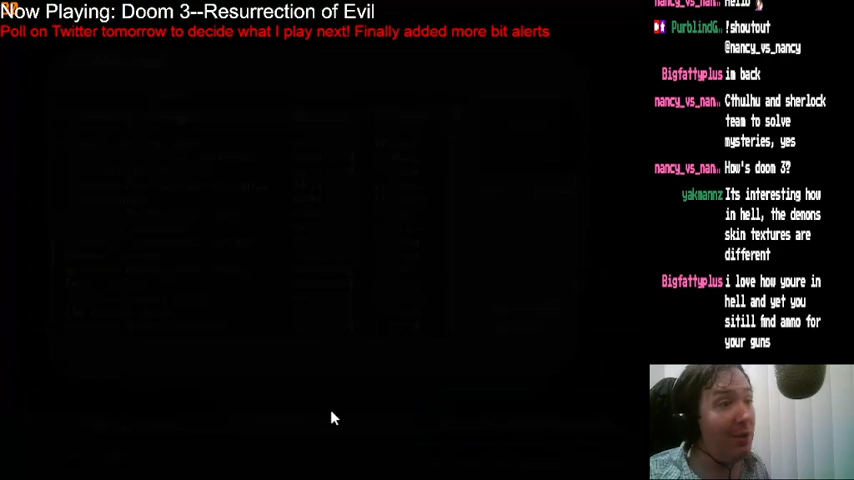 Now Playing: Doom 3--Resurrection of Evil
Poll on Twitter tomorrow to decide what I play next! Finally added more bit alerts
nancy_vs_nan.. Hello
PurblindG.. !shoutout
@nancy_vs_nancy
Bigfattyplus im back
nancy_vs_nan.. Cthulhu and sherlock
team to solve
mysteries, yes
nancy_vs_nan.. How's doom 3?
yakmannz Its interesting how
in hell, the demons
skin textures are
different
Bigfattyplus i love how youre in
hell and yet you
sitill find ammo for
your guns